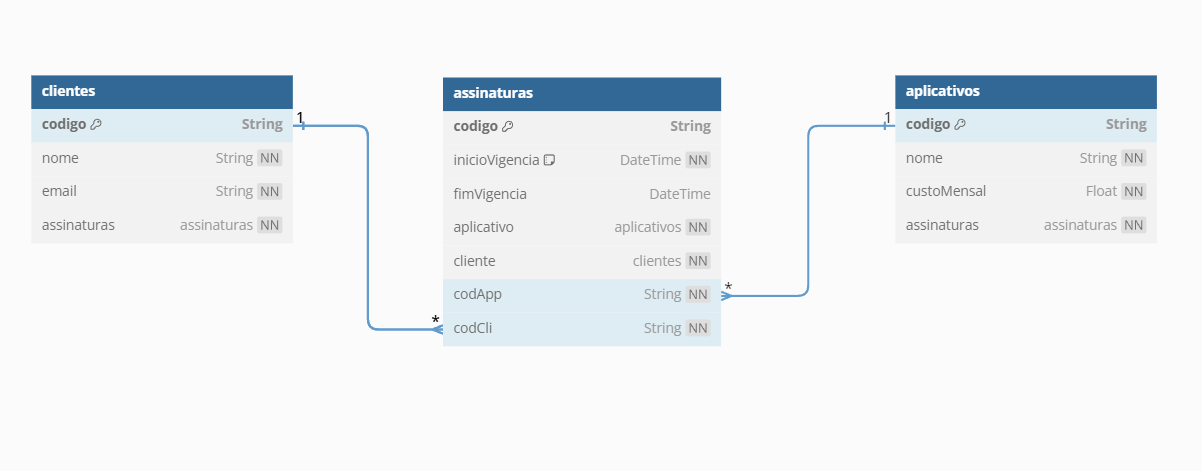 clientes
codigo String
nome String NN
email String NN
assinaturas assinaturas NN
1
*
assinaturas
codigo String
inicioVigencia DateTime NN
fimVigencia DateTime
aplicativo aplicativos NN
cliente clientes NN
codApp String NN
codCli String NN
*
1
aplicativos
codigo String
nome String NN
custoMensal Float NN
assinaturas assinaturas NN